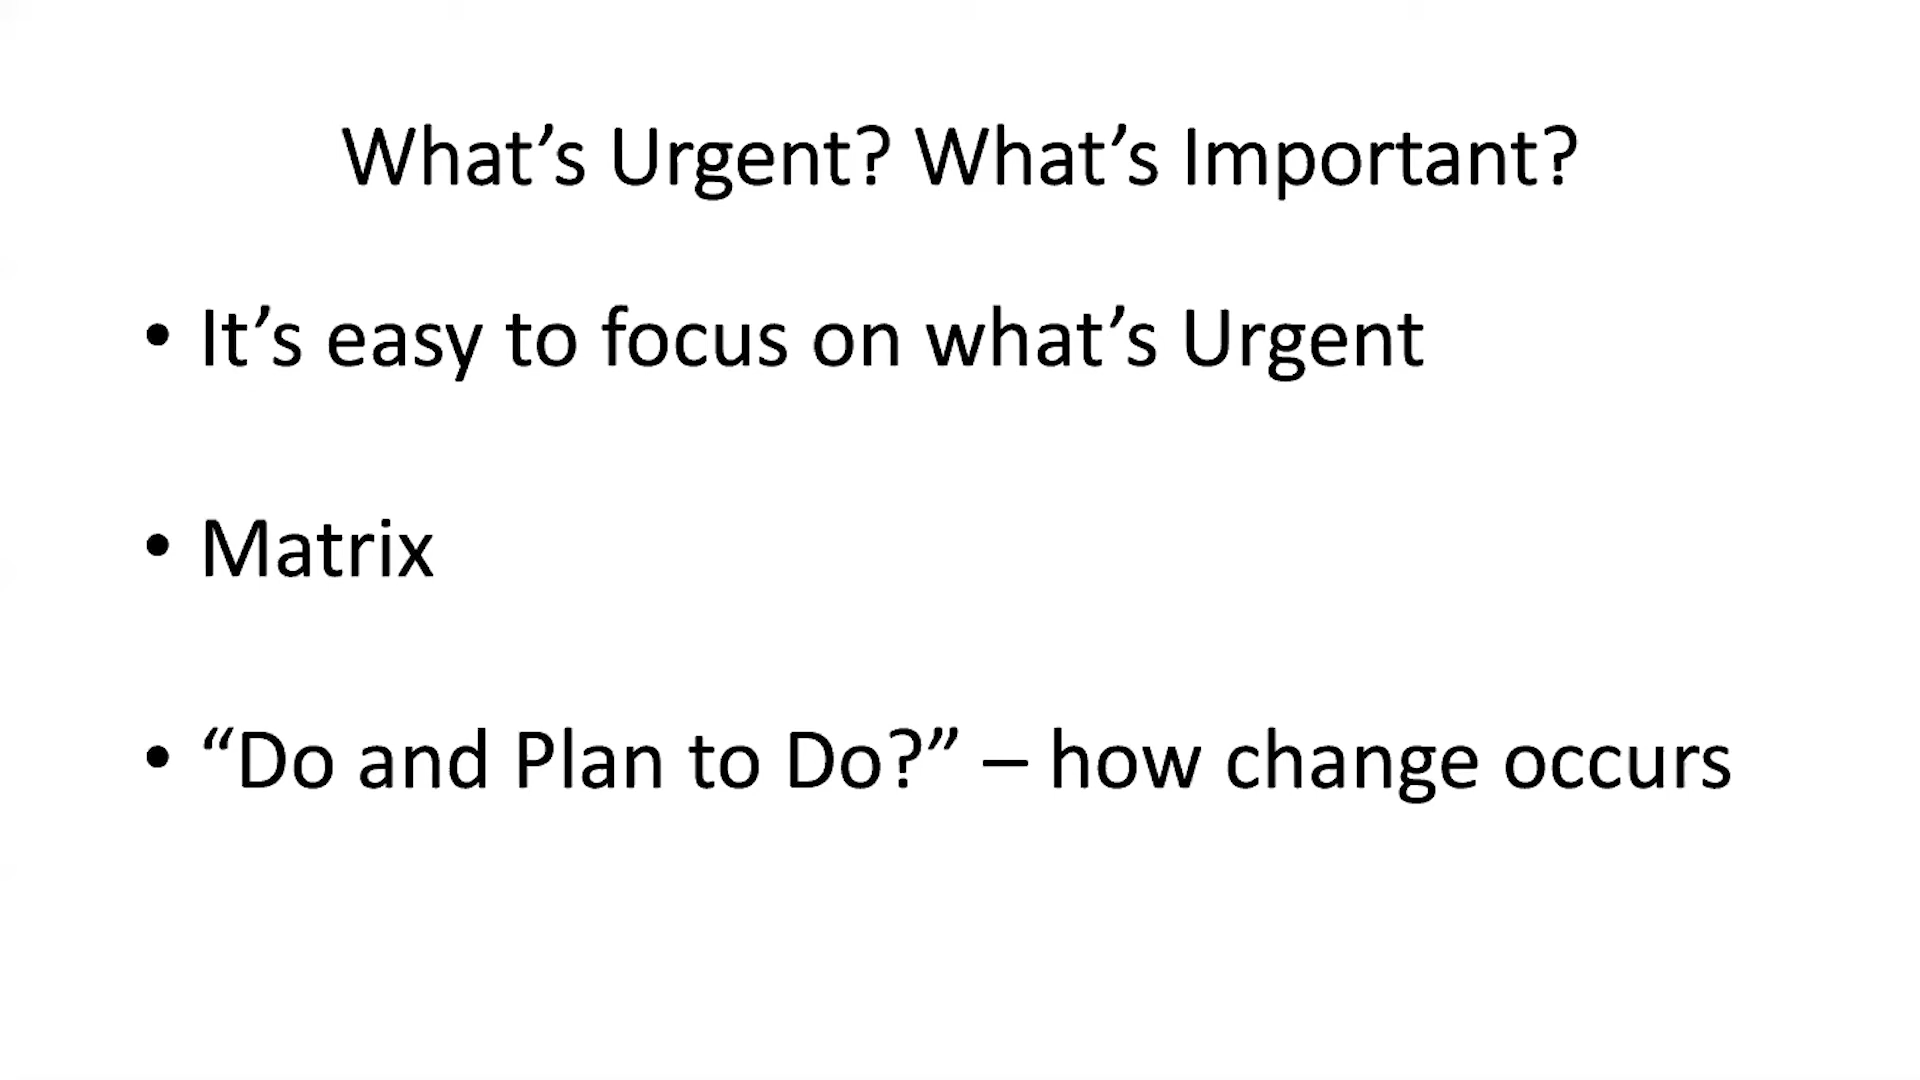 What’s Urgent? What’s Important?
• It’s easy to focus on what’s Urgent
• Matrix
• “Do and Plan to Do?” – how change occurs